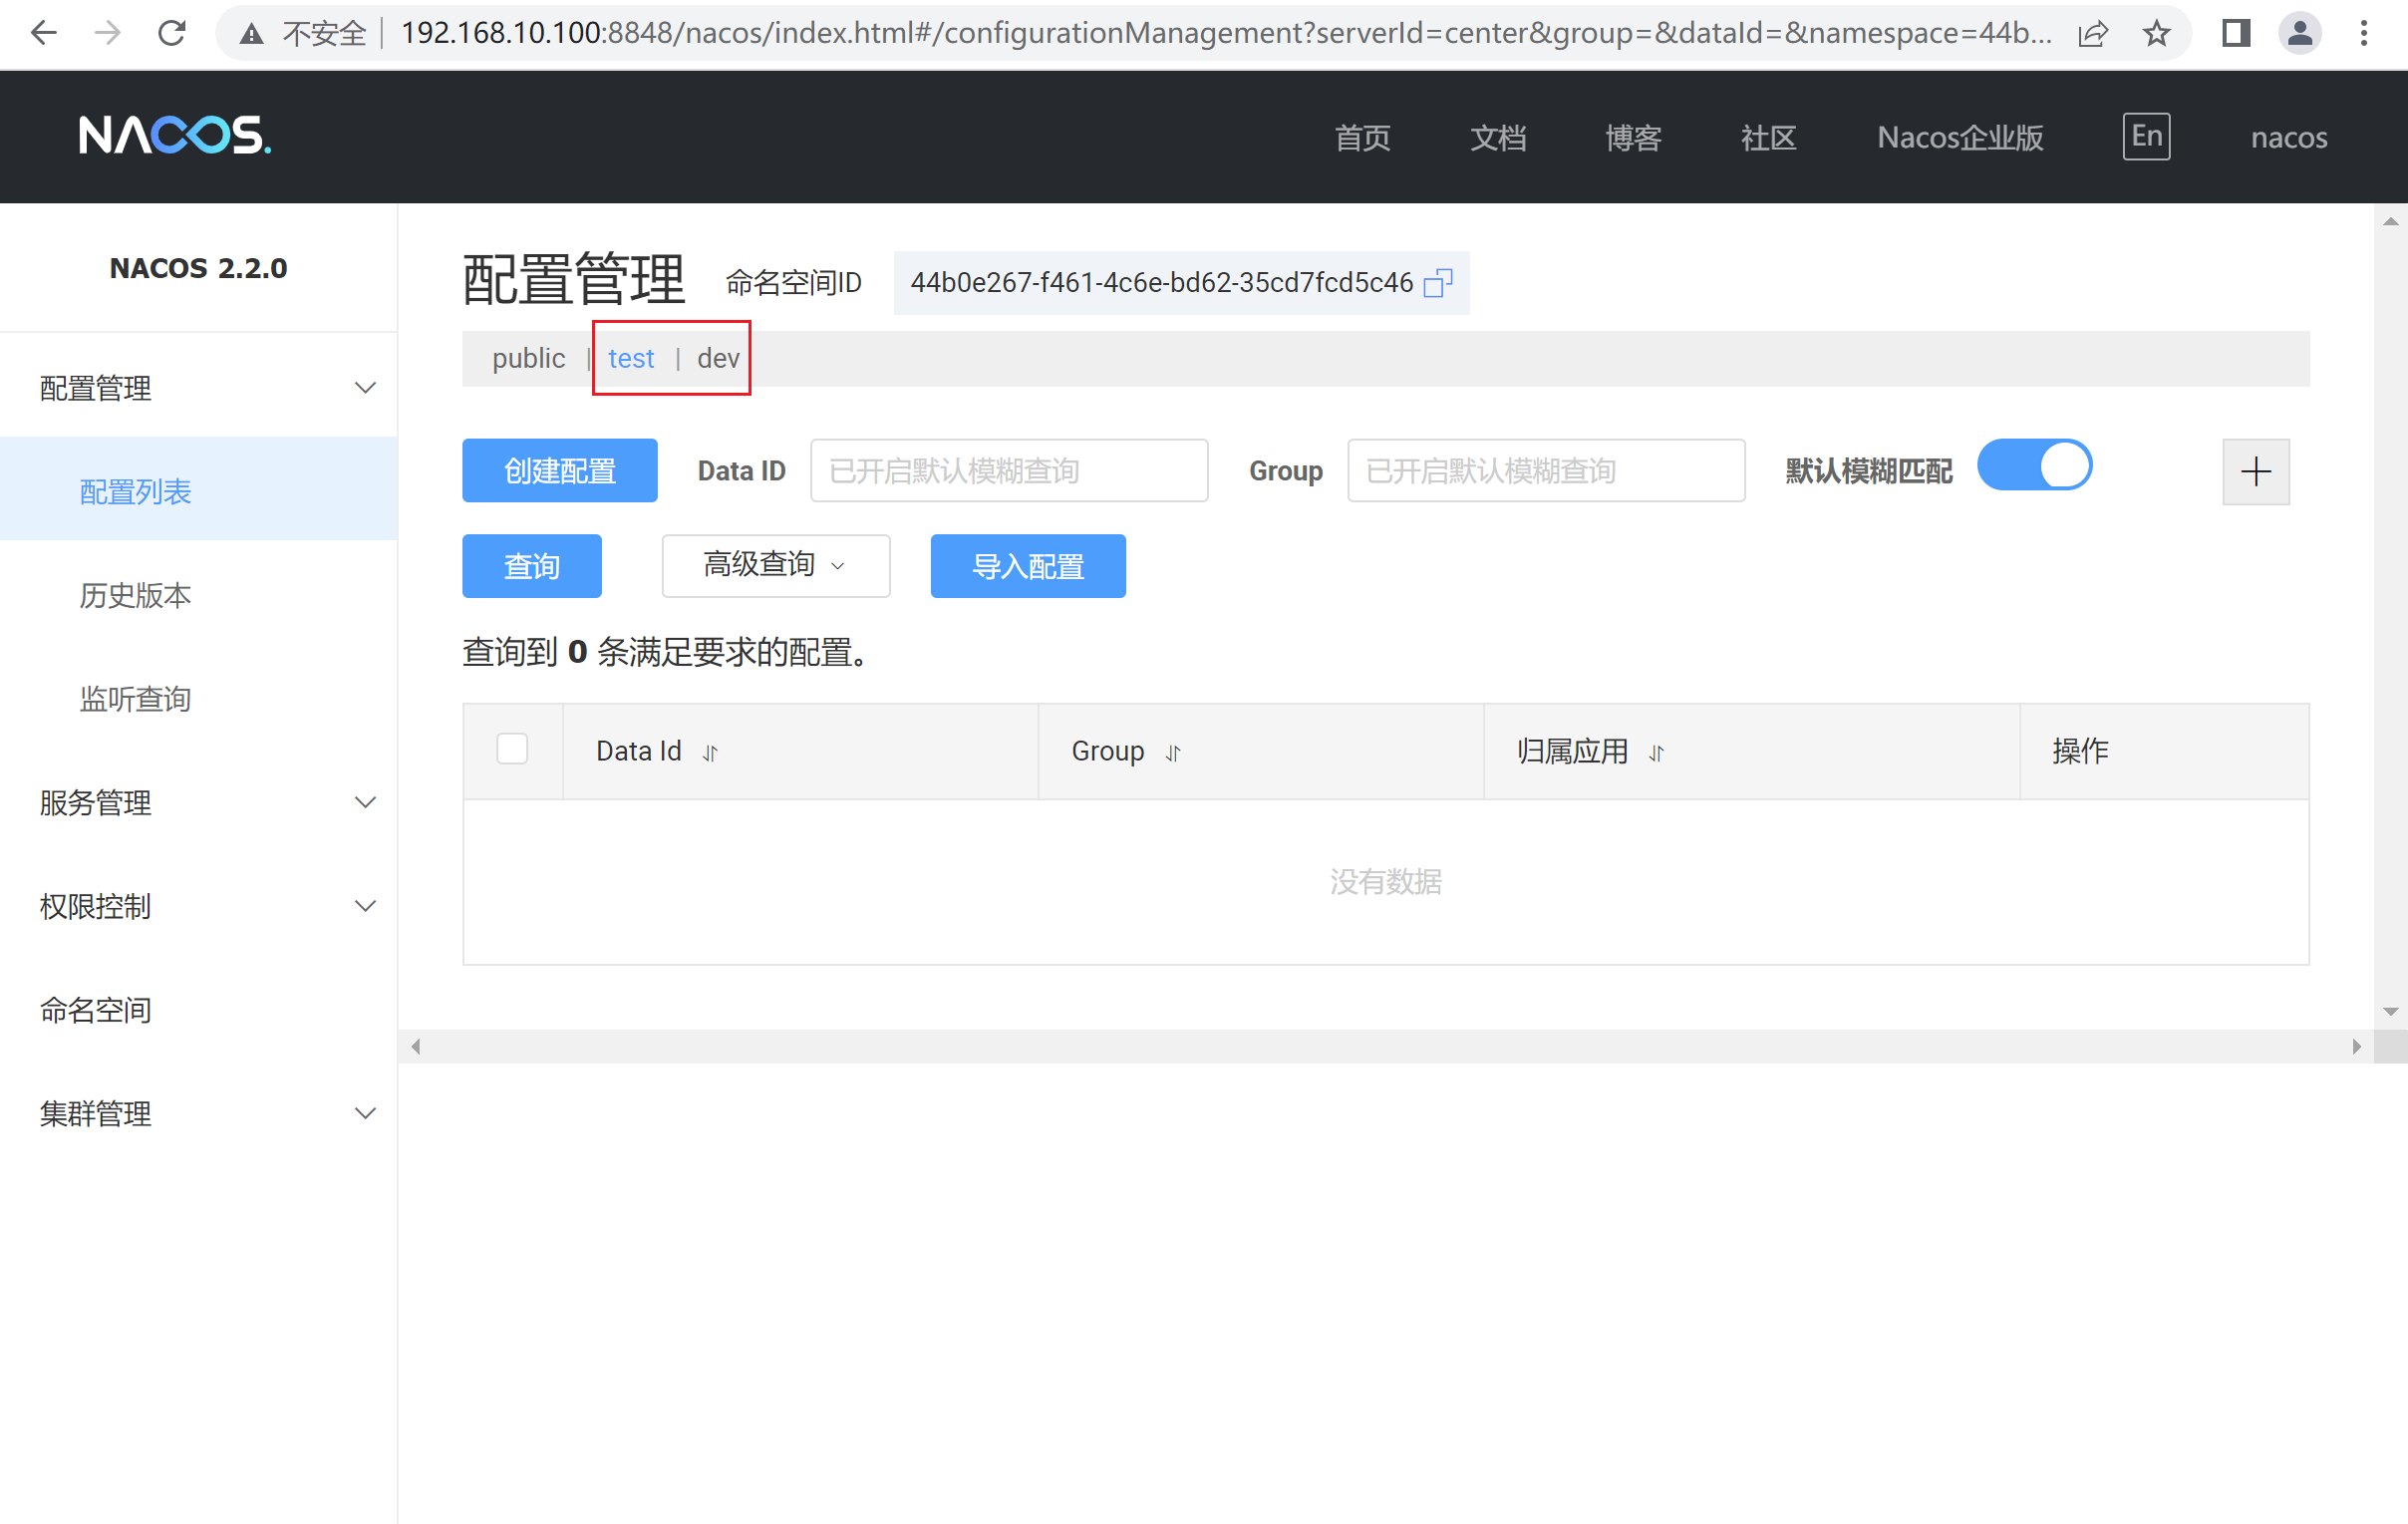 不安全 192.168.10.100:8848/nacos/index.html#/configurationManagement?serverId=center&group=&dataId=&namespace=44b...
NACOS. 首页 文档 博客 社区 Nacos企业版 En nacos
NACOS 2.2.0
配置管理
配置列表
历史版本
监听查询
服务管理
权限控制
命名空间
集群管理
配置管理 命名空间ID 44b0e267-f461-4c6e-bd62-35cd7fcd5c46
public | test | dev
创建配置 Data ID 已开启默认模糊查询 Group 已开启默认模糊查询 默认模糊匹配
查询 高级查询 导入配置
查询到 0 条满足要求的配置。
Data Id Group 归属应用 操作
没有数据